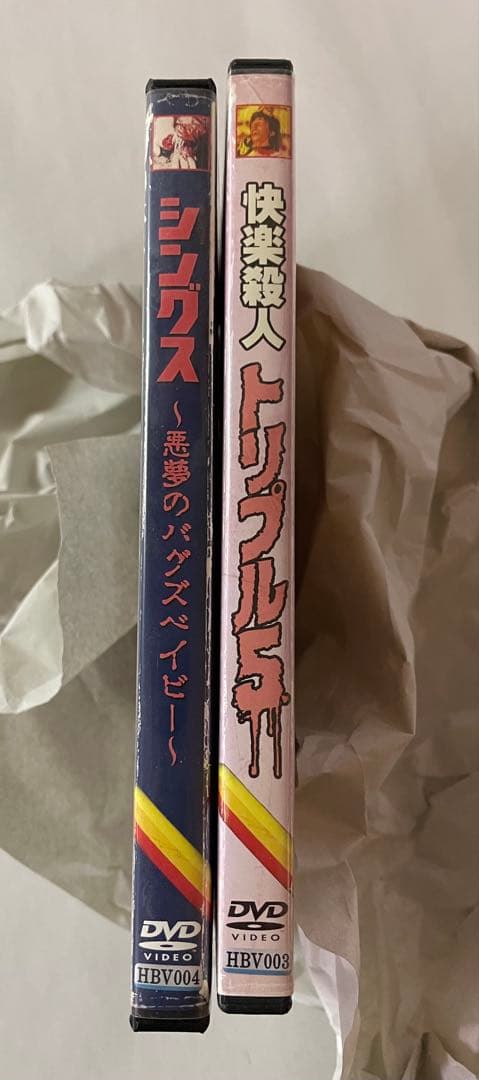 シングス
～悪夢のバグズベイビー～
DVD
VIDEO
HBV004
快楽殺人
トリプル5
DVD
VIDEO
HBV003